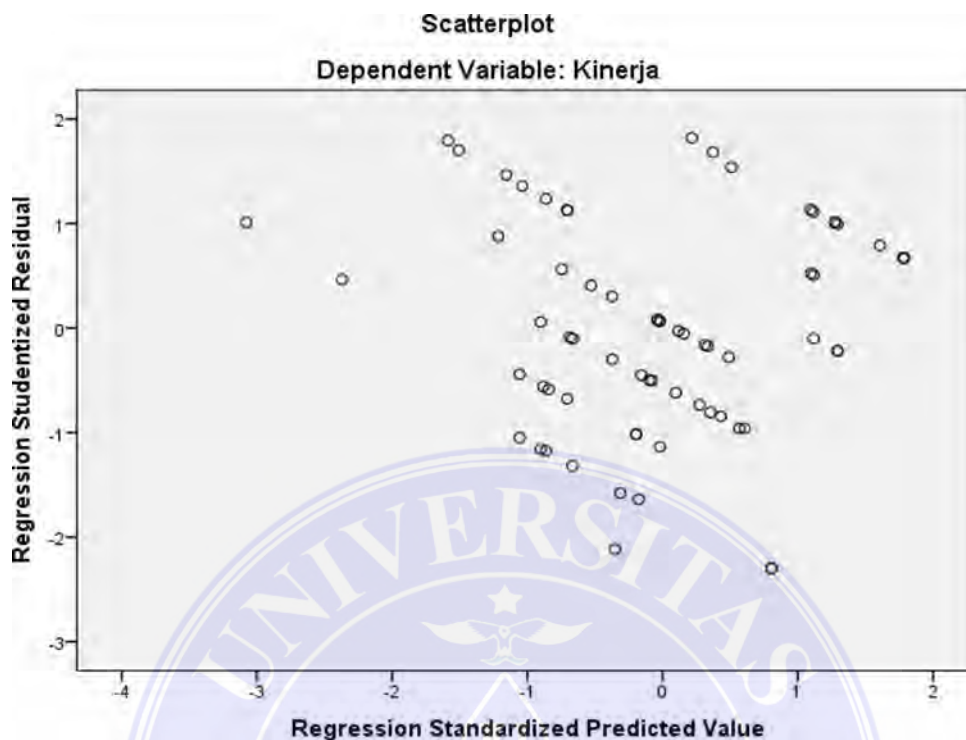 Scatterplot
Dependent Variable: Kinerja
Regression Studentized Residual
2
1
0
-1
-2
-3
-4 -3 -2 -1 0 1 2
Regression Standardized Predicted Value
UNIVERSITAS